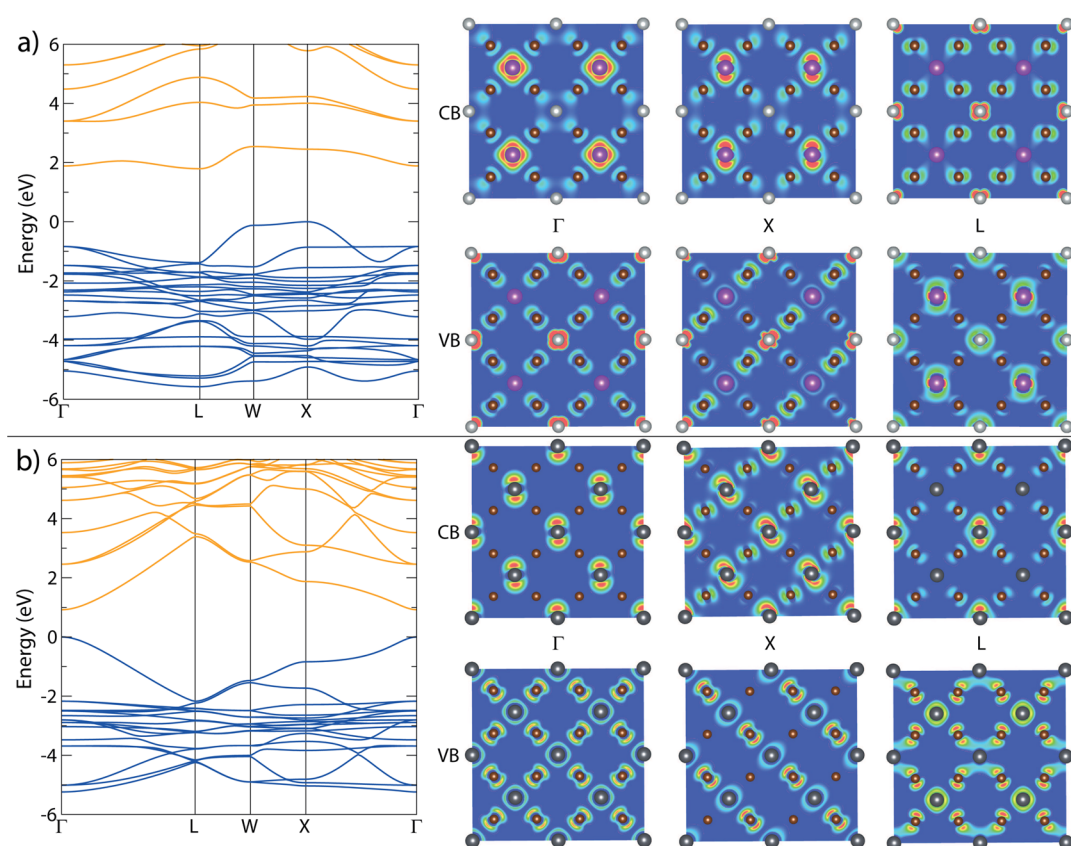 a)
6
4
2
0
-2
-4
-6
Energy (eV)
Γ L W X Γ
CB
Γ X L
VB
b)
6
4
2
0
-2
-4
-6
Energy (eV)
Γ L W X Γ
CB
Γ X L
VB